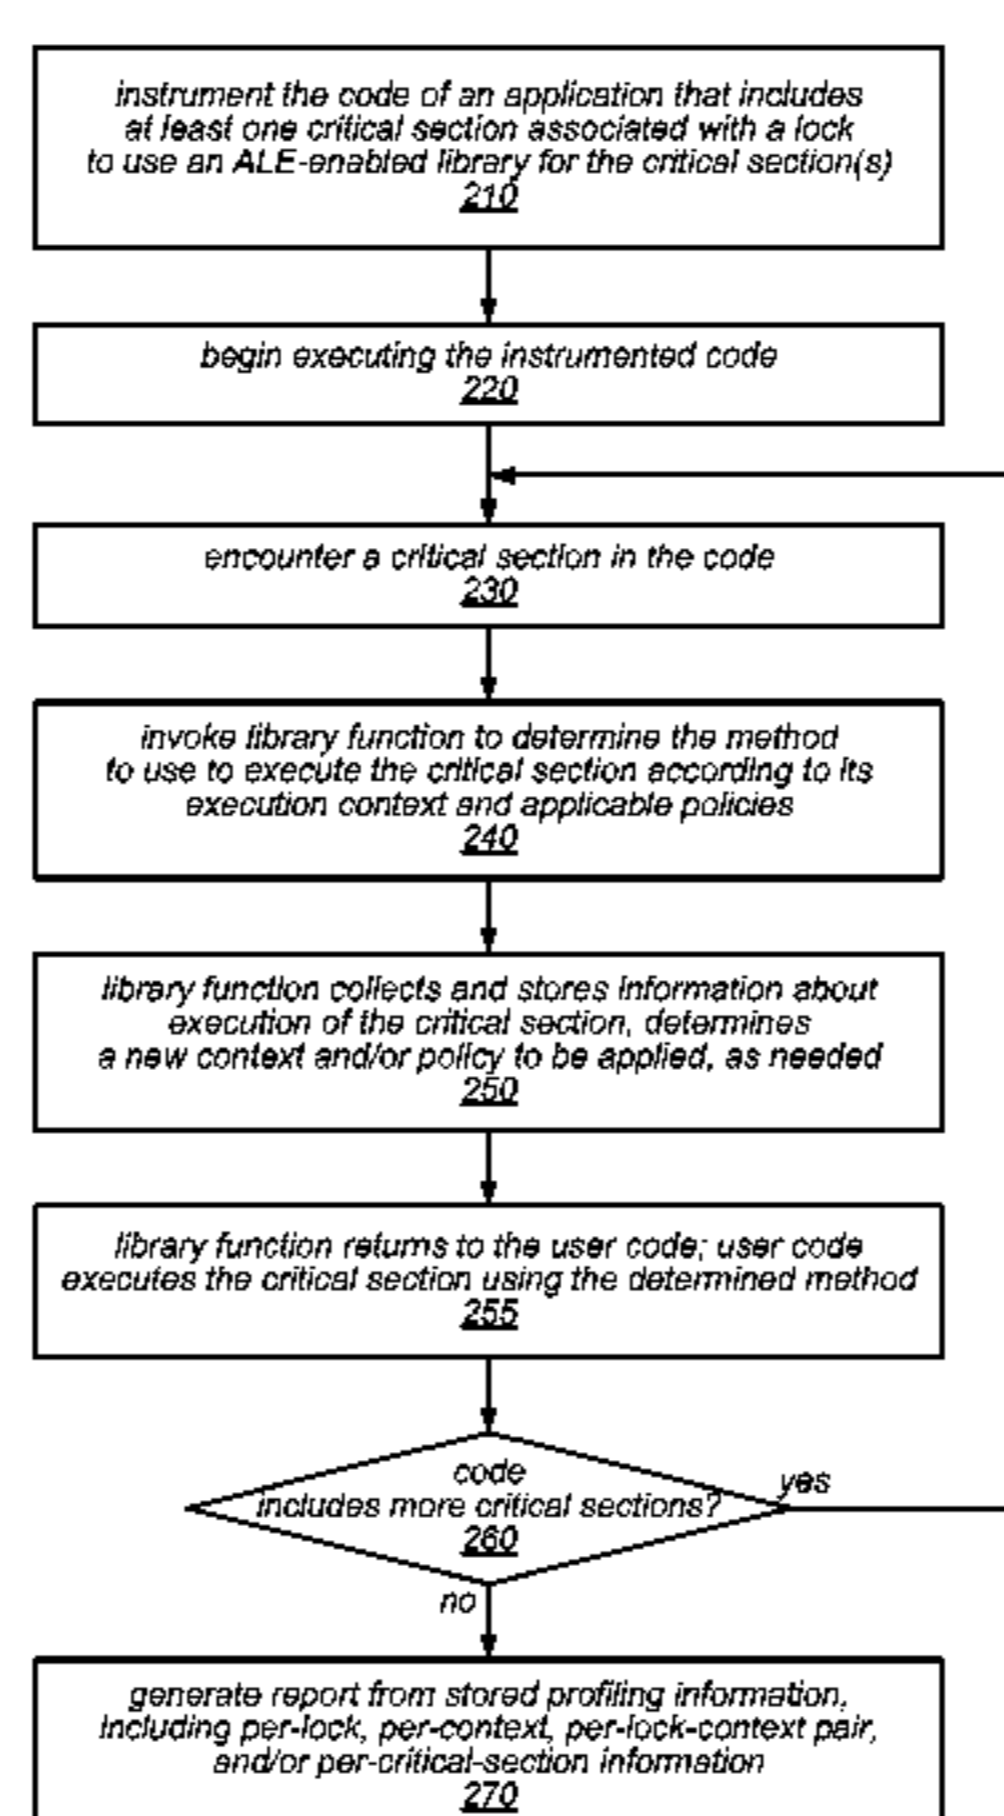 instrument the code of an application that includes
at least one critical section associated with a lock
to use an ALE-enabled library for the critical section(s)
210
begin executing the instrumented code
220
encounter a critical section in the code
230
invoke library function to determine the method
to use to execute the critical section according to its
execution context and applicable policies
240
library function collects and stores information about
execution of the critical section, determines
a new context and/or policy to be applied, as needed
250
library function returns to the user code; user code
executes the critical section using the determined method
255
code
includes more critical sections?
260
yes
no
generate report from stored profiling information,
including per-lock, per-context, per-lock-context pair,
and/or per-critical-section information
270